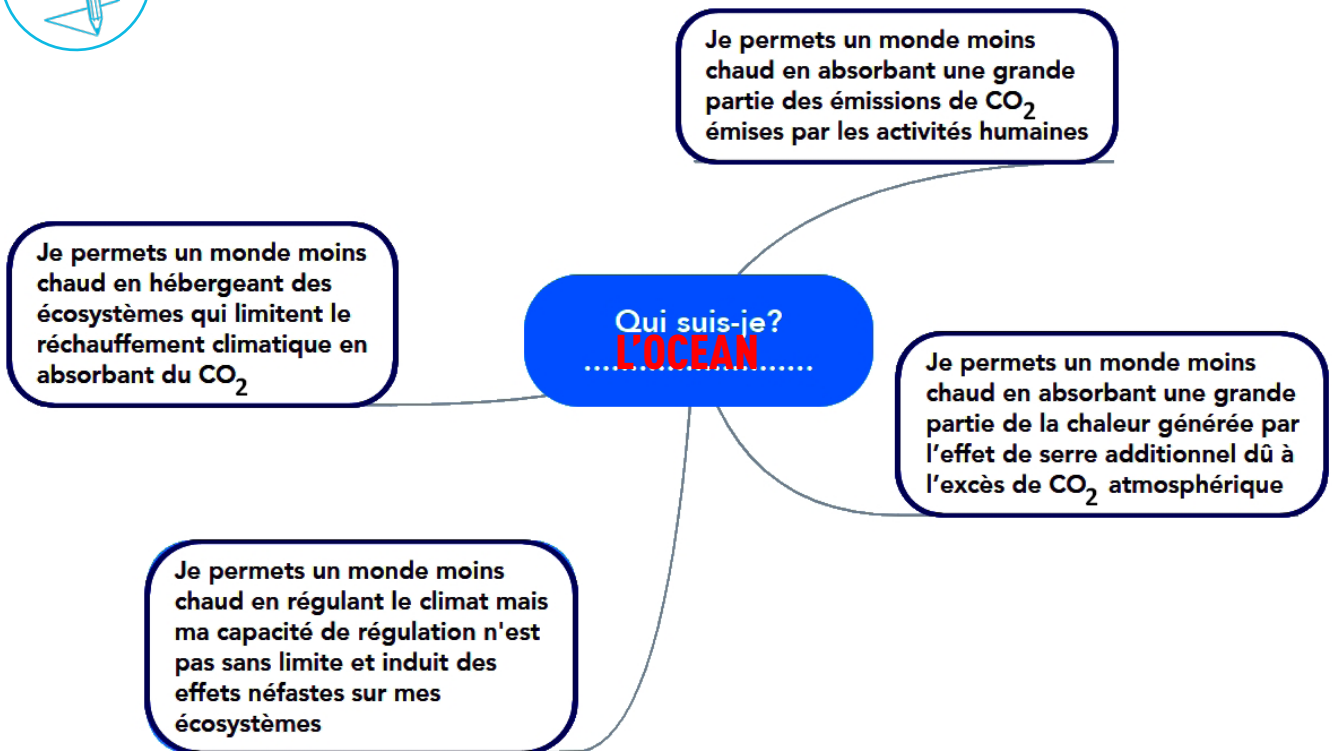 Je permets un monde moins
chaud en absorbant une grande
partie des émissions de CO₂
émises par les activités humaines
Je permets un monde moins
chaud en hébergeant des
écosystèmes qui limitent le
réchauffement climatique en
absorbant du CO₂
Qui suis-je?
L'OCEAN
Je permets un monde moins
chaud en absorbant une grande
partie de la chaleur générée par
l'effet de serre additionnel dû à
l'excès de CO₂ atmosphérique
Je permets un monde moins
chaud en régulant le climat mais
ma capacité de régulation n'est
pas sans limite et induit des
effets néfastes sur mes
écosystèmes